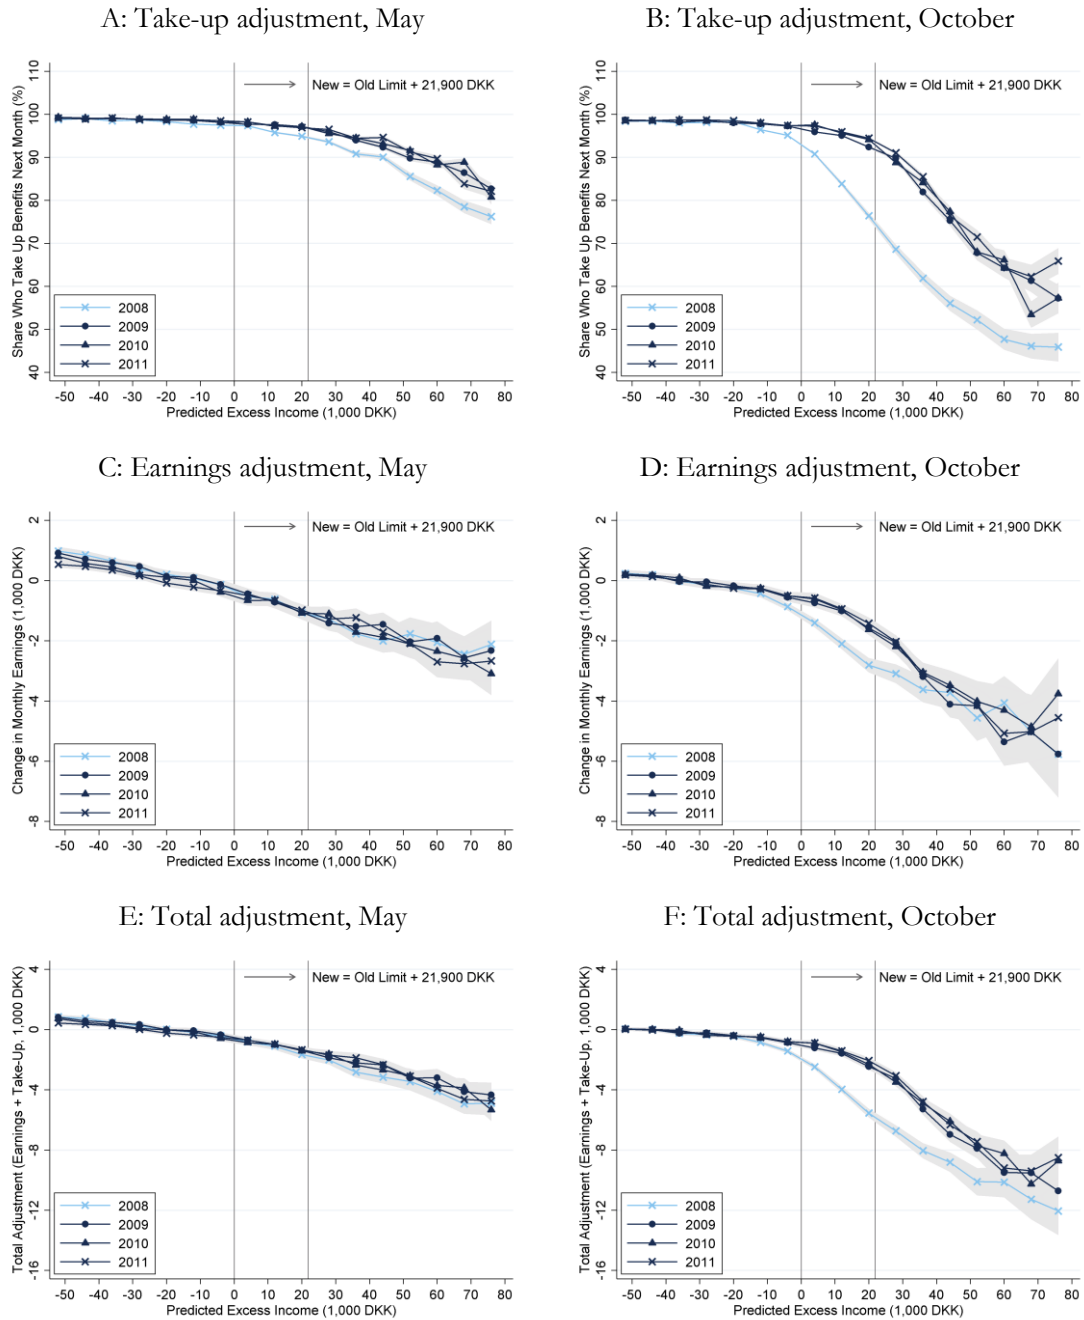 A: Take-up adjustment, May
Share Who Take Up Benefits Next Month (%)
110
100
90
80
70
60
50
40
New = Old Limit + 21,900 DKK
2008
2009
2010
2011
-50 -40 -30 -20 -10 0 10 20 30 40 50 60 70 80
Predicted Excess Income (1,000 DKK)
B: Take-up adjustment, October
Share Who Take Up Benefits Next Month (%)
110
100
90
80
70
60
50
40
New = Old Limit + 21,900 DKK
2008
2009
2010
2011
-50 -40 -30 -20 -10 0 10 20 30 40 50 60 70 80
Predicted Excess Income (1,000 DKK)
C: Earnings adjustment, May
Change in Monthly Earnings (1,000 DKK)
2
0
-2
-4
-6
-8
New = Old Limit + 21,900 DKK
2008
2009
2010
2011
-50 -40 -30 -20 -10 0 10 20 30 40 50 60 70 80
Predicted Excess Income (1,000 DKK)
D: Earnings adjustment, October
Change in Monthly Earnings (1,000 DKK)
2
0
-2
-4
-6
-8
New = Old Limit + 21,900 DKK
2008
2009
2010
2011
-50 -40 -30 -20 -10 0 10 20 30 40 50 60 70 80
Predicted Excess Income (1,000 DKK)
E: Total adjustment, May
Total Adjustment (Earnings + Take-Up, 1,000 DKK)
4
0
-4
-8
-12
-16
New = Old Limit + 21,900 DKK
2008
2009
2010
2011
-50 -40 -30 -20 -10 0 10 20 30 40 50 60 70 80
Predicted Excess Income (1,000 DKK)
F: Total adjustment, October
Total Adjustment (Earnings + Take-Up, 1,000 DKK)
4
0
-4
-8
-12
-16
New = Old Limit + 21,900 DKK
2008
2009
2010
2011
-50 -40 -30 -20 -10 0 10 20 30 40 50 60 70 80
Predicted Excess Income (1,000 DKK)